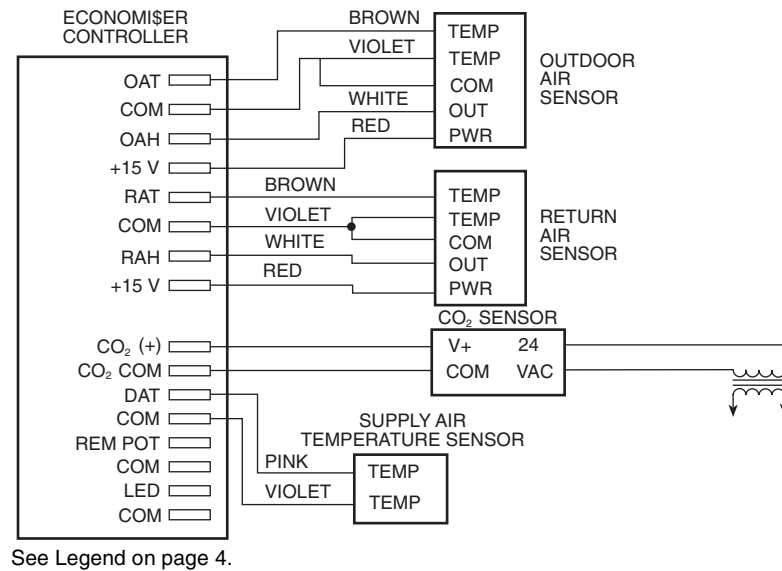 ECONOMI$ER
CONTROLLER
OAT
COM
OAH
+15 V
RAT
COM
RAH
+15 V
CO₂ (+)
CO₂ COM
DAT
COM
REM POT
COM
LED
COM
BROWN
VIOLET
WHITE
RED
TEMP
TEMP
COM
OUT
PWR
OUTDOOR
AIR
SENSOR
BROWN
VIOLET
WHITE
RED
TEMP
TEMP
COM
OUT
PWR
RETURN
AIR
SENSOR
CO₂ SENSOR
V+ 24
COM VAC
SUPPLY AIR
TEMPERATURE SENSOR
PINK
VIOLET
TEMP
TEMP
See Legend on page 4.